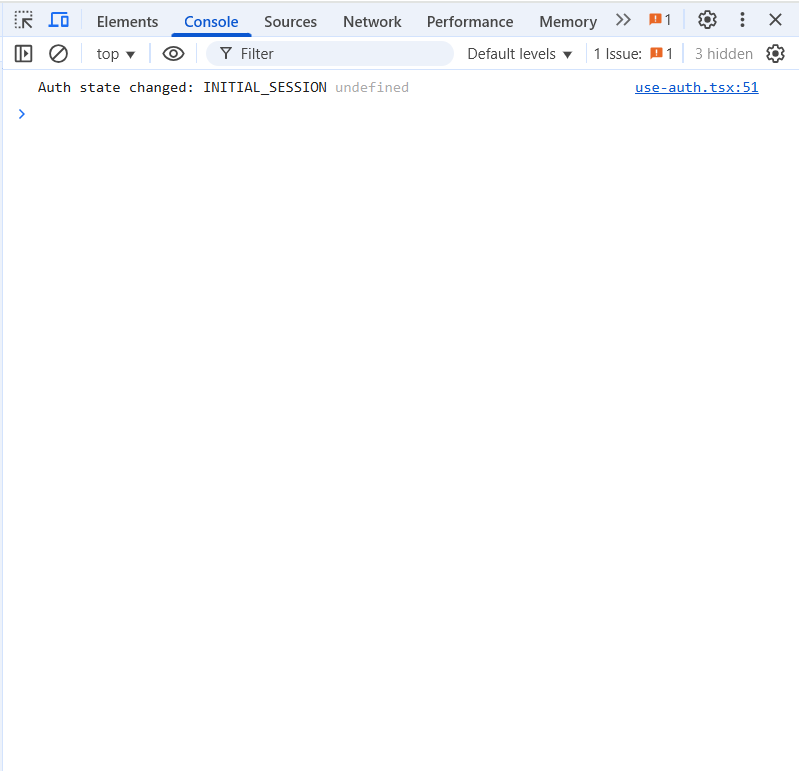 Elements Console Sources Network Performance Memory 1
top Filter Default levels 1 Issue: 1 3 hidden
Auth state changed: INITIAL_SESSION undefined use-auth.tsx:51